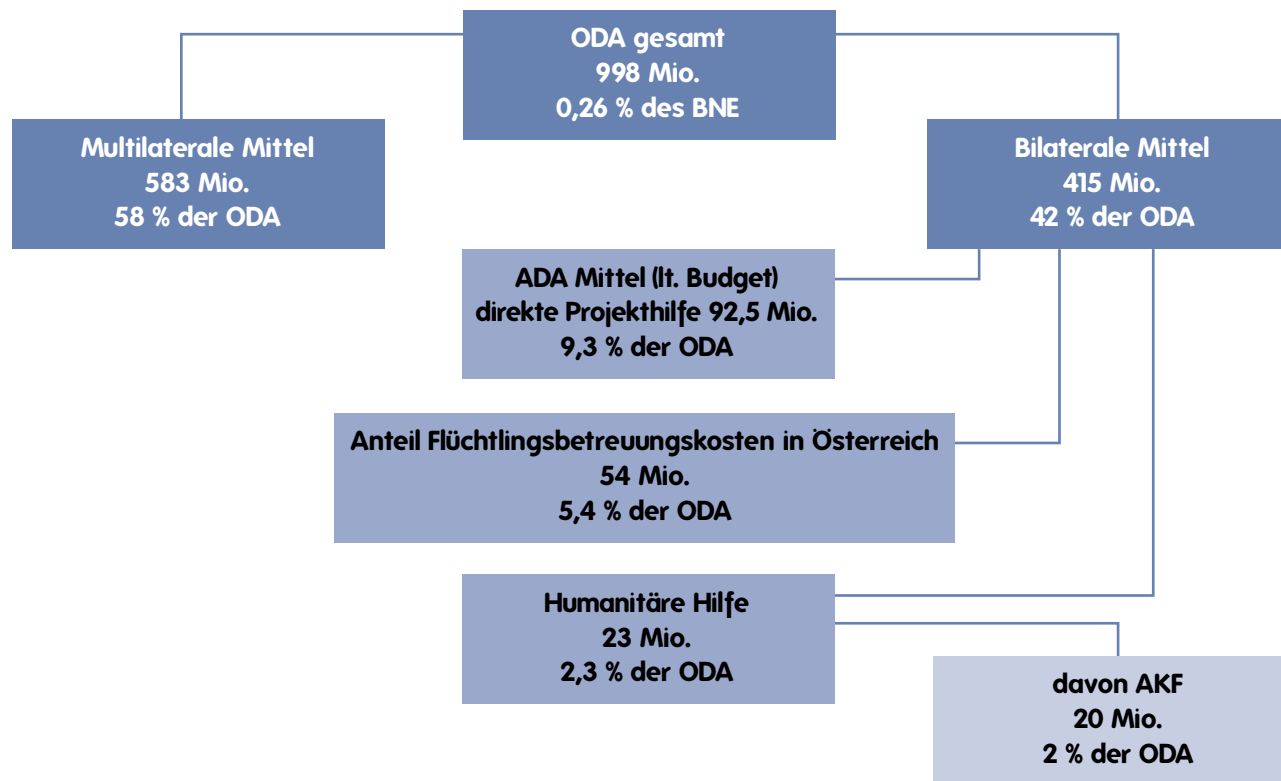 ODA gesamt
998 Mio.
0,26 % des BNE
Multilaterale Mittel
583 Mio.
58 % der ODA
Bilaterale Mittel
415 Mio.
42 % der ODA
ADA Mittel (lt. Budget)
direkte Projekthilfe 92,5 Mio.
9,3 % der ODA
Anteil Flüchtlingsbetreuungskosten in Österreich
54 Mio.
5,4 % der ODA
Humanitäre Hilfe
23 Mio.
2,3 % der ODA
davon AKF
20 Mio.
2 % der ODA